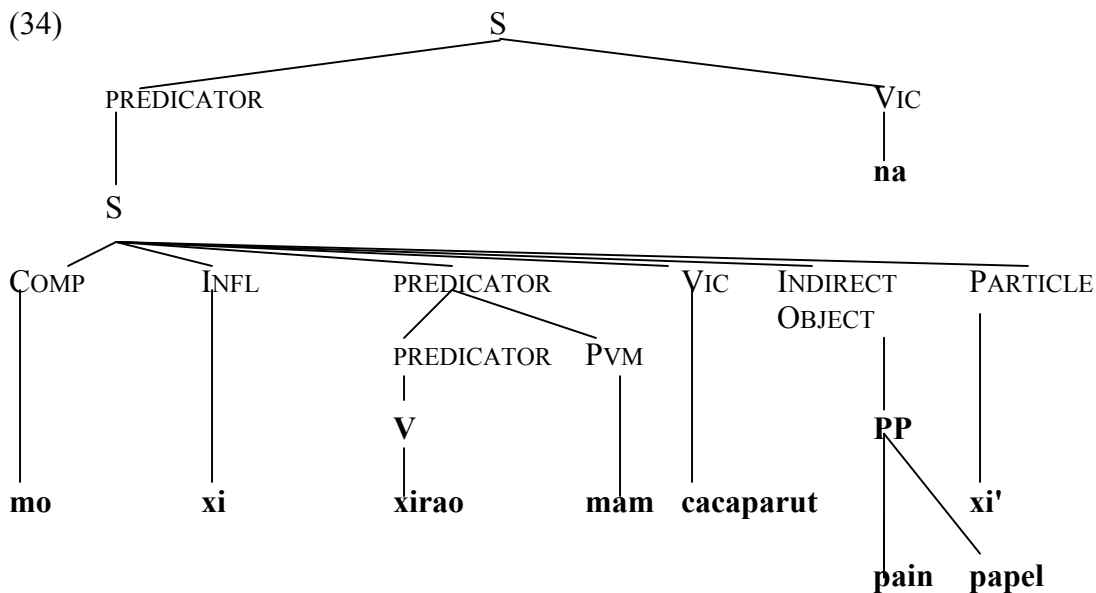 (34) S
PREDICATOR VIC
na
S
COMP INFL PREDICATOR VIC INDIRECT OBJECT PARTICLE
PREDICATOR PVM
V PP
mo xi xirao mam cacaparut xi'
pain papel